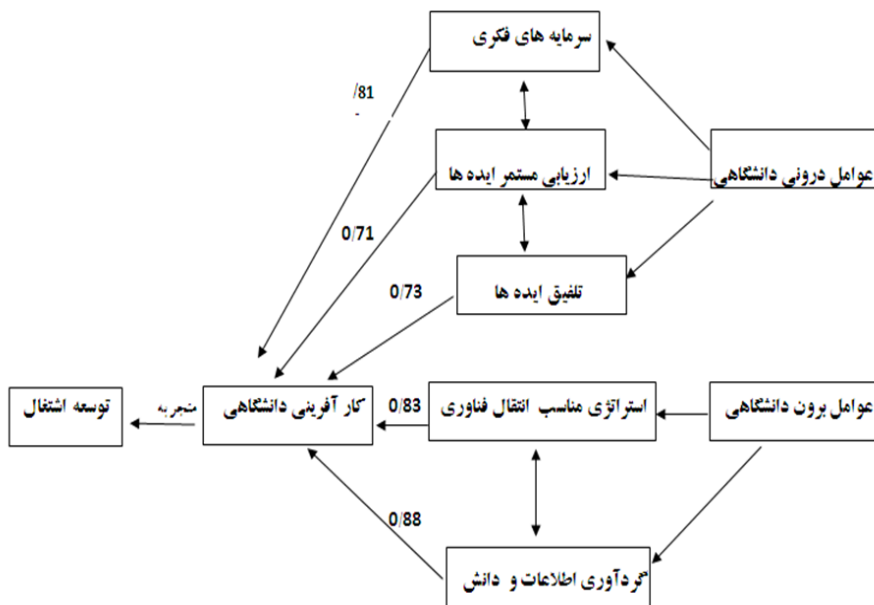 سرمایه های فکری
/81
-
ارزیابی مستمر ایده ها
عوامل درونی دانشگاهی
0/71
تلفیق ایده ها
0/73
عوامل برون دانشگاهی
استراتژی مناسب انتقال فناوری
0/83
کار آفرینی دانشگاهی
منجر به
توسعه اشتغال
0/88
گردآوری اطلاعات و دانش